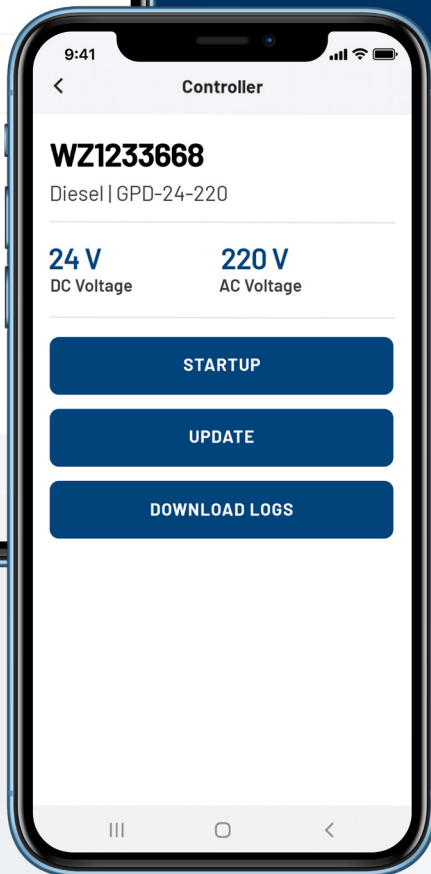 9:41
Controller
WZ1233668
Diesel | GPD-24-220
24 V
220 V
DC Voltage
AC Voltage
STARTUP
UPDATE
DOWNLOAD LOGS